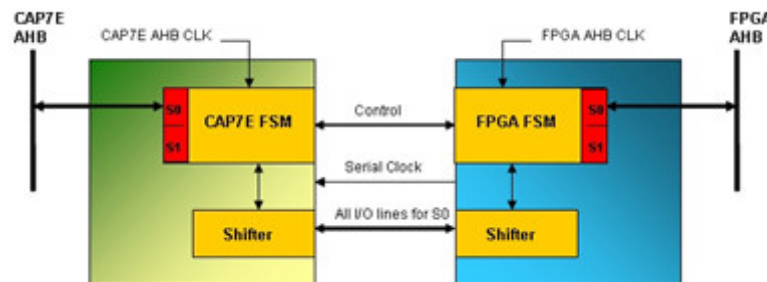 CAP7E
AHB
CAP7E AHB CLK
FPGA AHB CLK
FPGA
AHB
S0
S1
CAP7E FSM
Control
FPGA FSM
S0
S1
Serial Clock
All I/O lines for S0
Shifter
Shifter